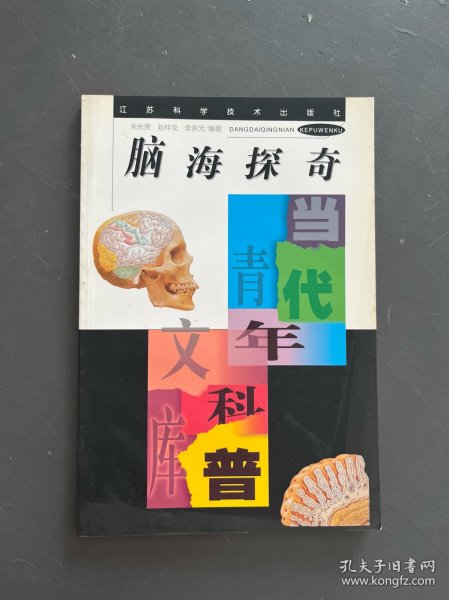 江苏科学技术出版社
宋长庚 赵仲龙 李崇元/编著 DANGDAIQINGNIAN KEPUWENKU
脑海探奇
当代
青年
科普
文库
孔夫子旧书网
www.kongfz.com